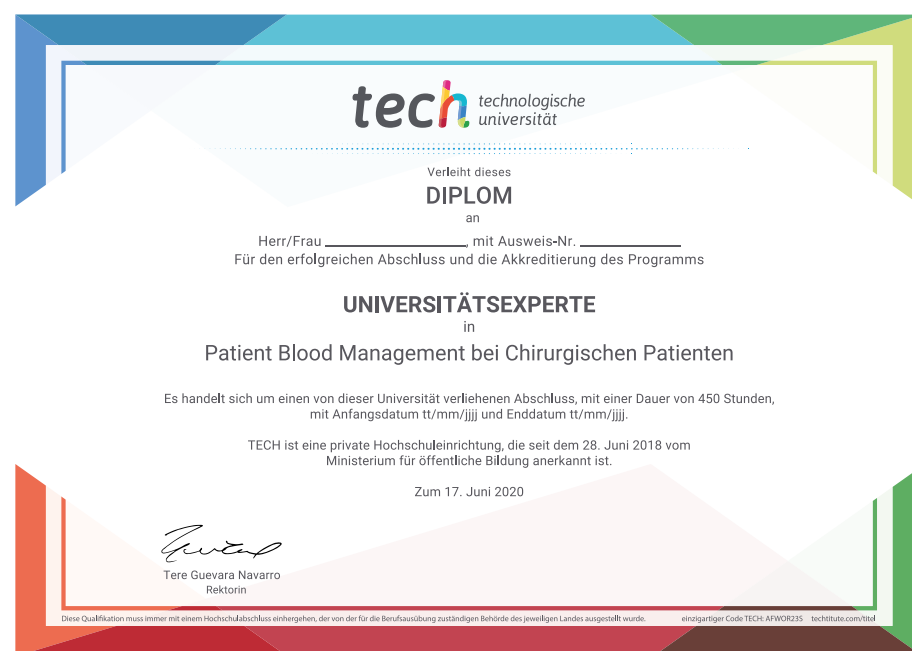 tech technologische
universität
Verleiht dieses
DIPLOM
an
Herr/Frau ____________________, mit Ausweis-Nr. _______________
Für den erfolgreichen Abschluss und die Akkreditierung des Programms
UNIVERSITÄTSEXPERTE
in
Patient Blood Management bei Chirurgischen Patienten
Es handelt sich um einen von dieser Universität verliehenen Abschluss, mit einer Dauer von 450 Stunden,
mit Anfangsdatum tt/mm/jjjj und Enddatum tt/mm/jjjj.
TECH ist eine private Hochschuleinrichtung, die seit dem 28. Juni 2018 vom
Ministerium für öffentliche Bildung anerkannt ist.
Zum 17. Juni 2020
Tere Guevara Navarro
Rektorin
Diese Qualifikation muss immer mit einem Hochschulabschluss einhergehen, der von der für die Berufsausübung zuständigen Behörde des jeweiligen Landes ausgestellt wurde. einzigartiger Code TECH: AFWOR23S techtitute.com/titel